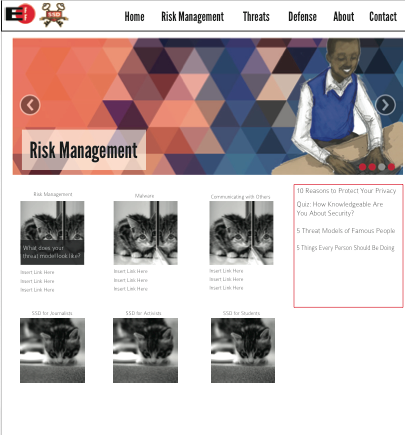 EFF
SSD
Home Risk Management Threats Defense About Contact
Risk Management
Risk Management
Malware
Communicating with Others
What does your
threat model look like?
Insert Link Here
Insert Link Here
Insert Link Here
Insert Link Here
Insert Link Here
Insert Link Here
Insert Link Here
Insert Link Here
Insert Link Here
10 Reasons to Protect Your Privacy
Quiz: How Knowledgeable Are
You About Security?
5 Threat Models of Famous People
5 Things Every Person Should Be Doing
SSD for Journalists
SSD for Activists
SSD for Students